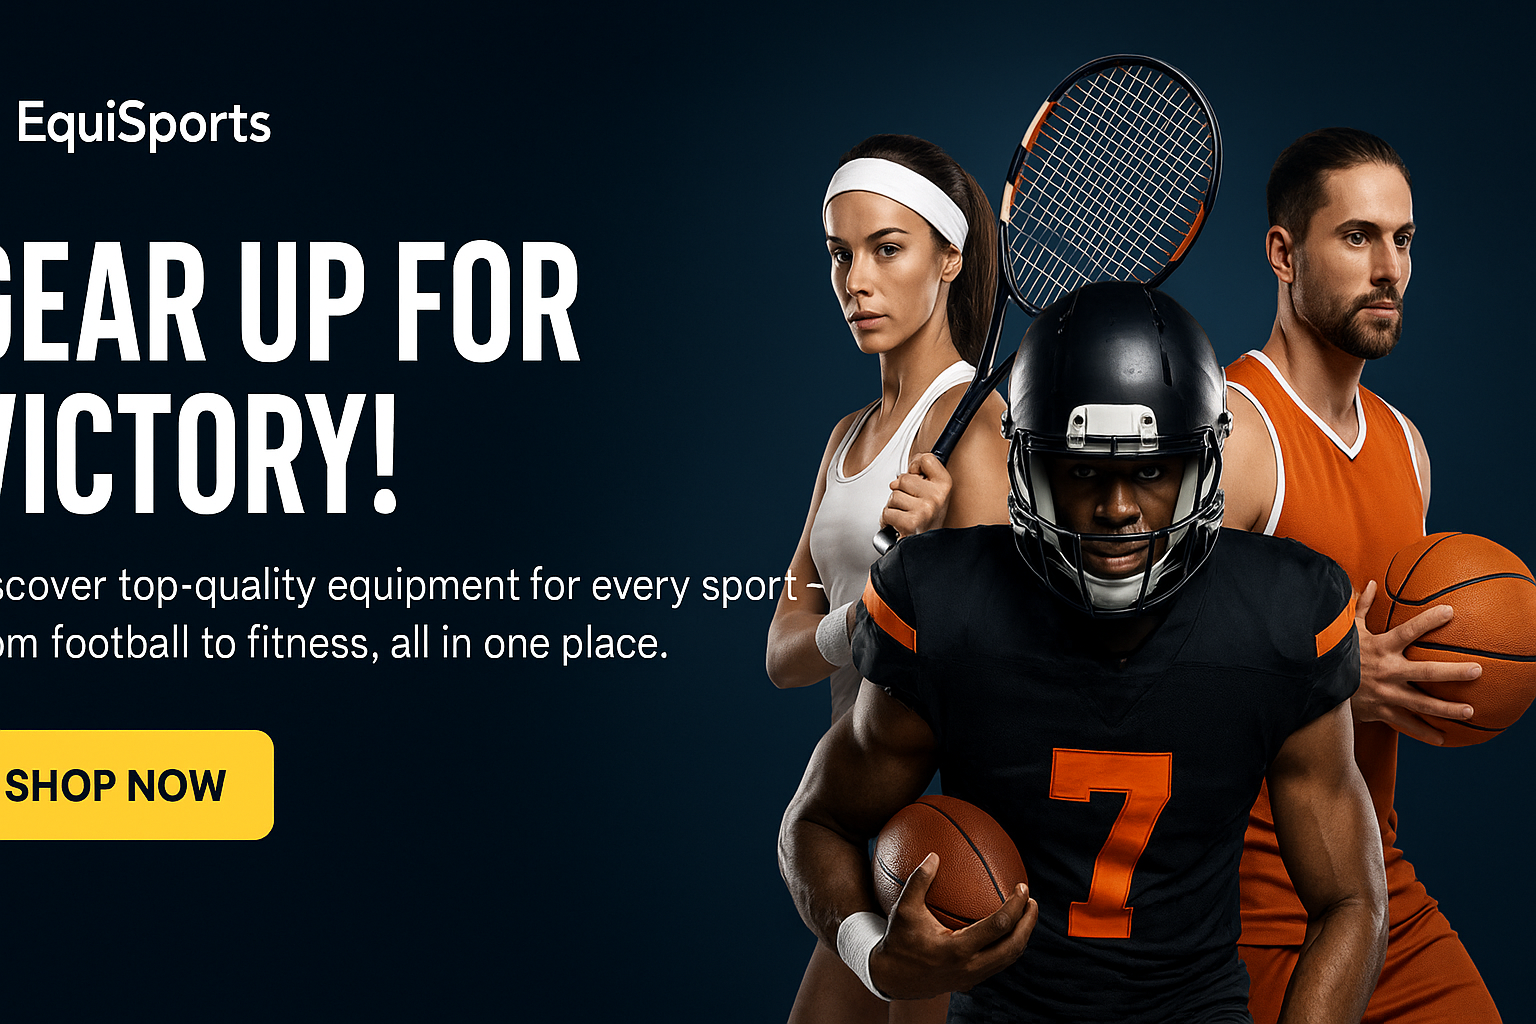 EquiSports
GEAR UP FOR
VICTORY!
scover top-quality equipment for every sport –
om football to fitness, all in one place.
SHOP NOW
7